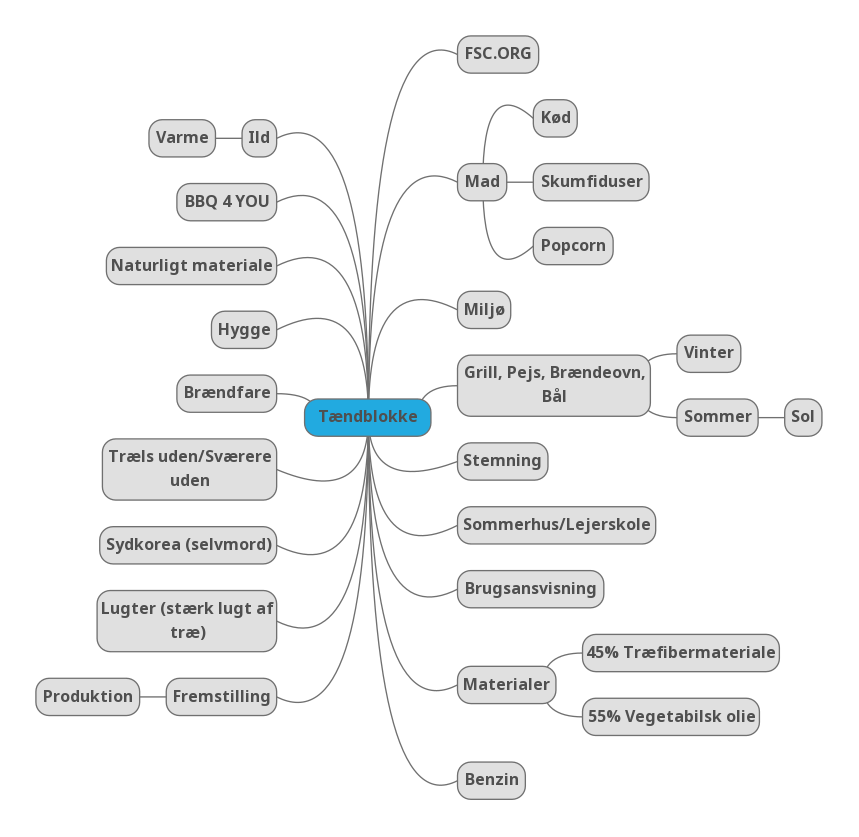 FSC.ORG
Kød
Varme
Ild
Mad
Skumfiduser
BBQ 4 YOU
Popcorn
Naturligt materiale
Miljø
Hygge
Vinter
Grill, Pejs, Brændeovn,
Bål
Brændfare
Tændblokke
Sommer
Sol
Træls uden/Sværere
uden
Stemning
Sommerhus/Lejerskole
Sydkorea (selvmord)
Brugsansvisning
Lugter (stærk lugt af
træ)
45% Træfibermateriale
Materialer
Produktion
Fremstilling
55% Vegetabilsk olie
Benzin